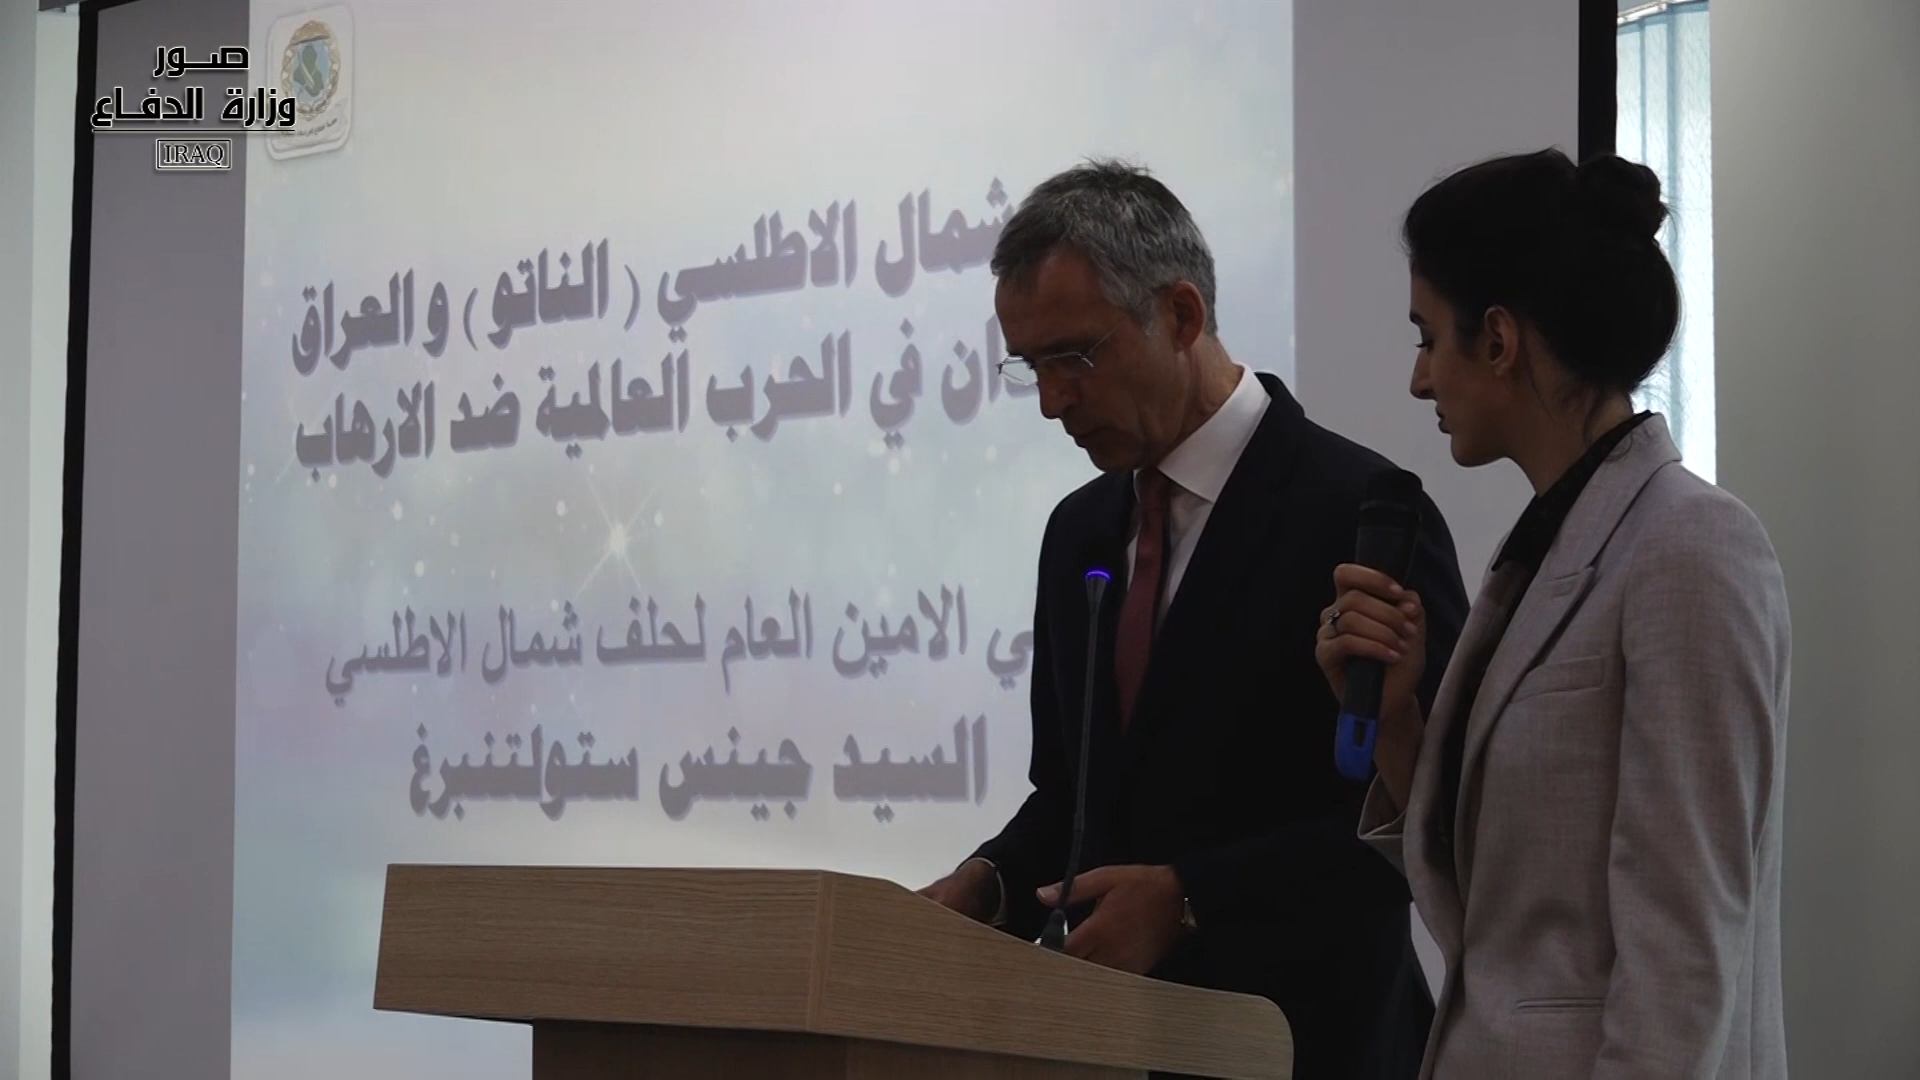 صور
وزارة الدفاع
IRAQ
شمال الاطلسي ( الناتو ) و العراق
في الحرب العالمية ضد الارهاب
الامين العام لحلف شمال الاطلسي
السيد جينس ستولتنبرغ